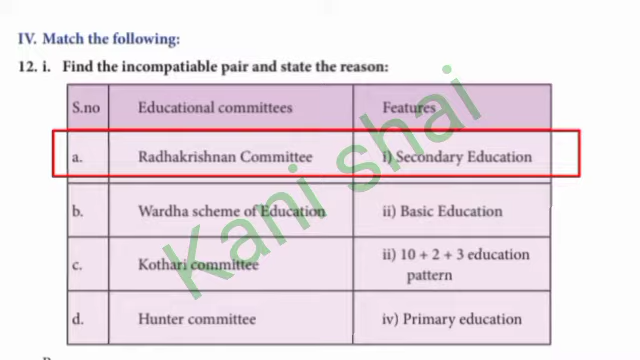 IV. Match the following:
12. i. Find the incompatiable pair and state the reason:
S.no Educational committees Features
a. Radhakrishnan Committee i) Secondary Education
b. Wardha scheme of Education ii) Basic Education
c. Kothari committee ii) 10 + 2 + 3 education
pattern
d. Hunter committee iv) Primary education
Kani shai